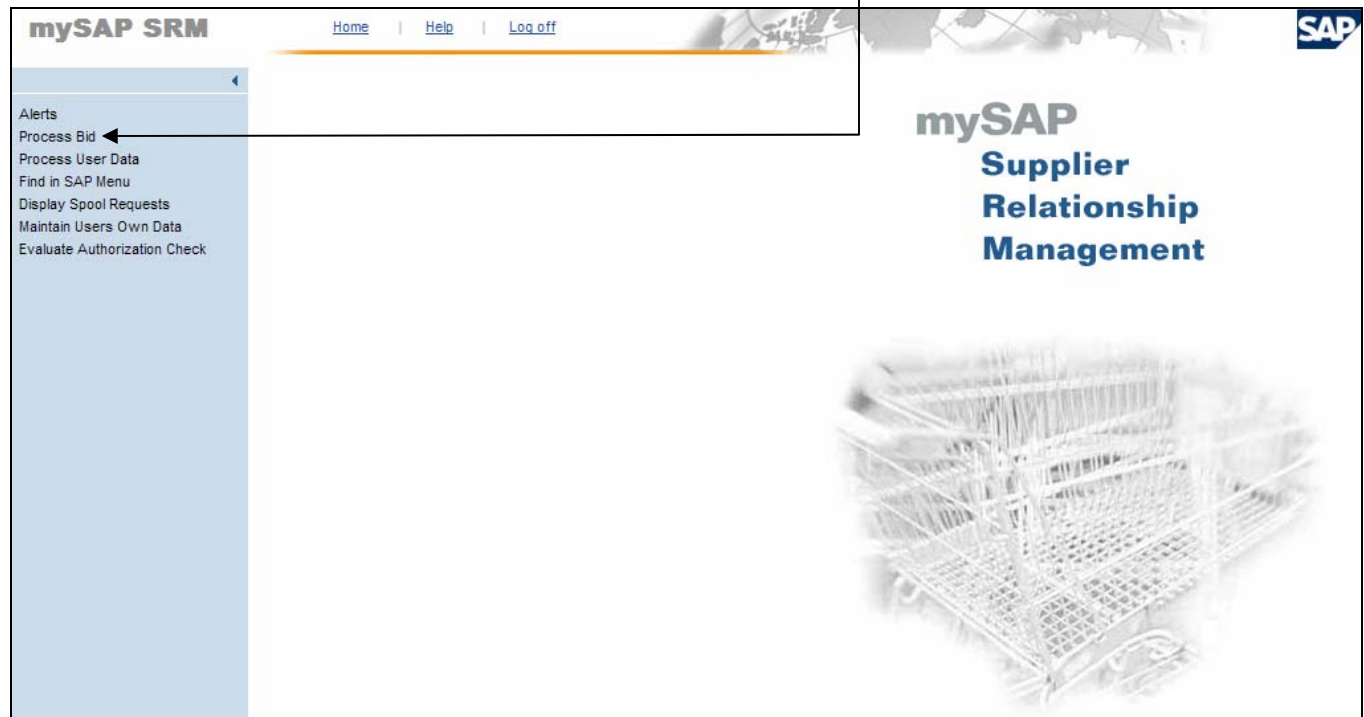 mySAP SRM
Home | Help | Log off
SAP
Alerts
Process Bid
Process User Data
Find in SAP Menu
Display Spool Requests
Maintain Users Own Data
Evaluate Authorization Check
mySAP
Supplier
Relationship
Management